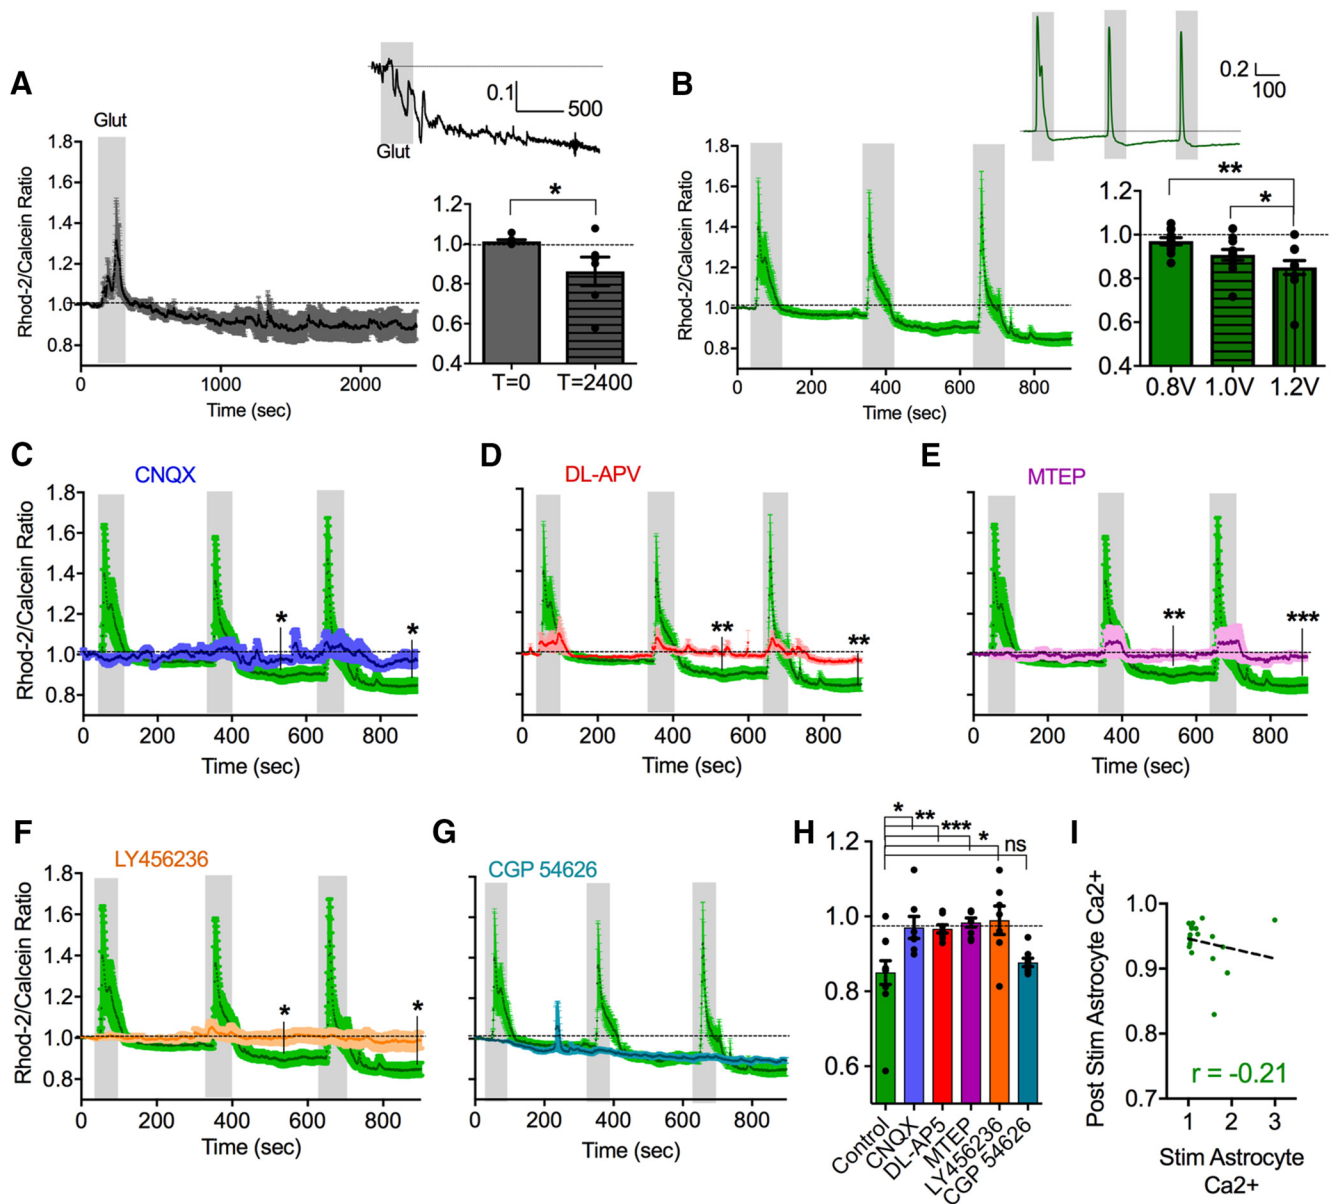 A
Glut
0.1
500
Glut
Rhod-2/Calcein Ratio
1.8
1.6
1.4
1.2
1.0
0.8
0
1000
2000
Time (sec)
*
1.2
1.0
0.8
0.6
0.4
T=0
T=2400
B
0.2
100
Rhod-2/Calcein Ratio
1.8
1.6
1.4
1.2
1.0
0.8
0
200
400
600
800
Time (sec)
**
*
1.2
1.0
0.8
0.6
0.4
0.8V
1.0V
1.2V
C
CNQX
Rhod-2/Calcein Ratio
1.8
1.6
1.4
1.2
1.0
0.8
*
*
0
200
400
600
800
Time (sec)
D
DL-APV
**
**
0
200
400
600
800
Time (sec)
E
MTEP
**
***
0
200
400
600
800
Time (sec)
F
LY456236
Rhod-2/Calcein Ratio
1.8
1.6
1.4
1.2
1.0
0.8
*
*
0
200
400
600
800
Time (sec)
G
CGP 54626
0
200
400
600
800
Time (sec)
H
*
**
***
*
ns
1.2
1.0
0.8
0.6
Control
CNQX
DL-AP5
MTEP
LY456236
CGP 54626
I
Post Stim Astrocyte Ca2+
1.0
0.9
0.8
0.7
r = -0.21
1
2
3
Stim Astrocyte
Ca2+